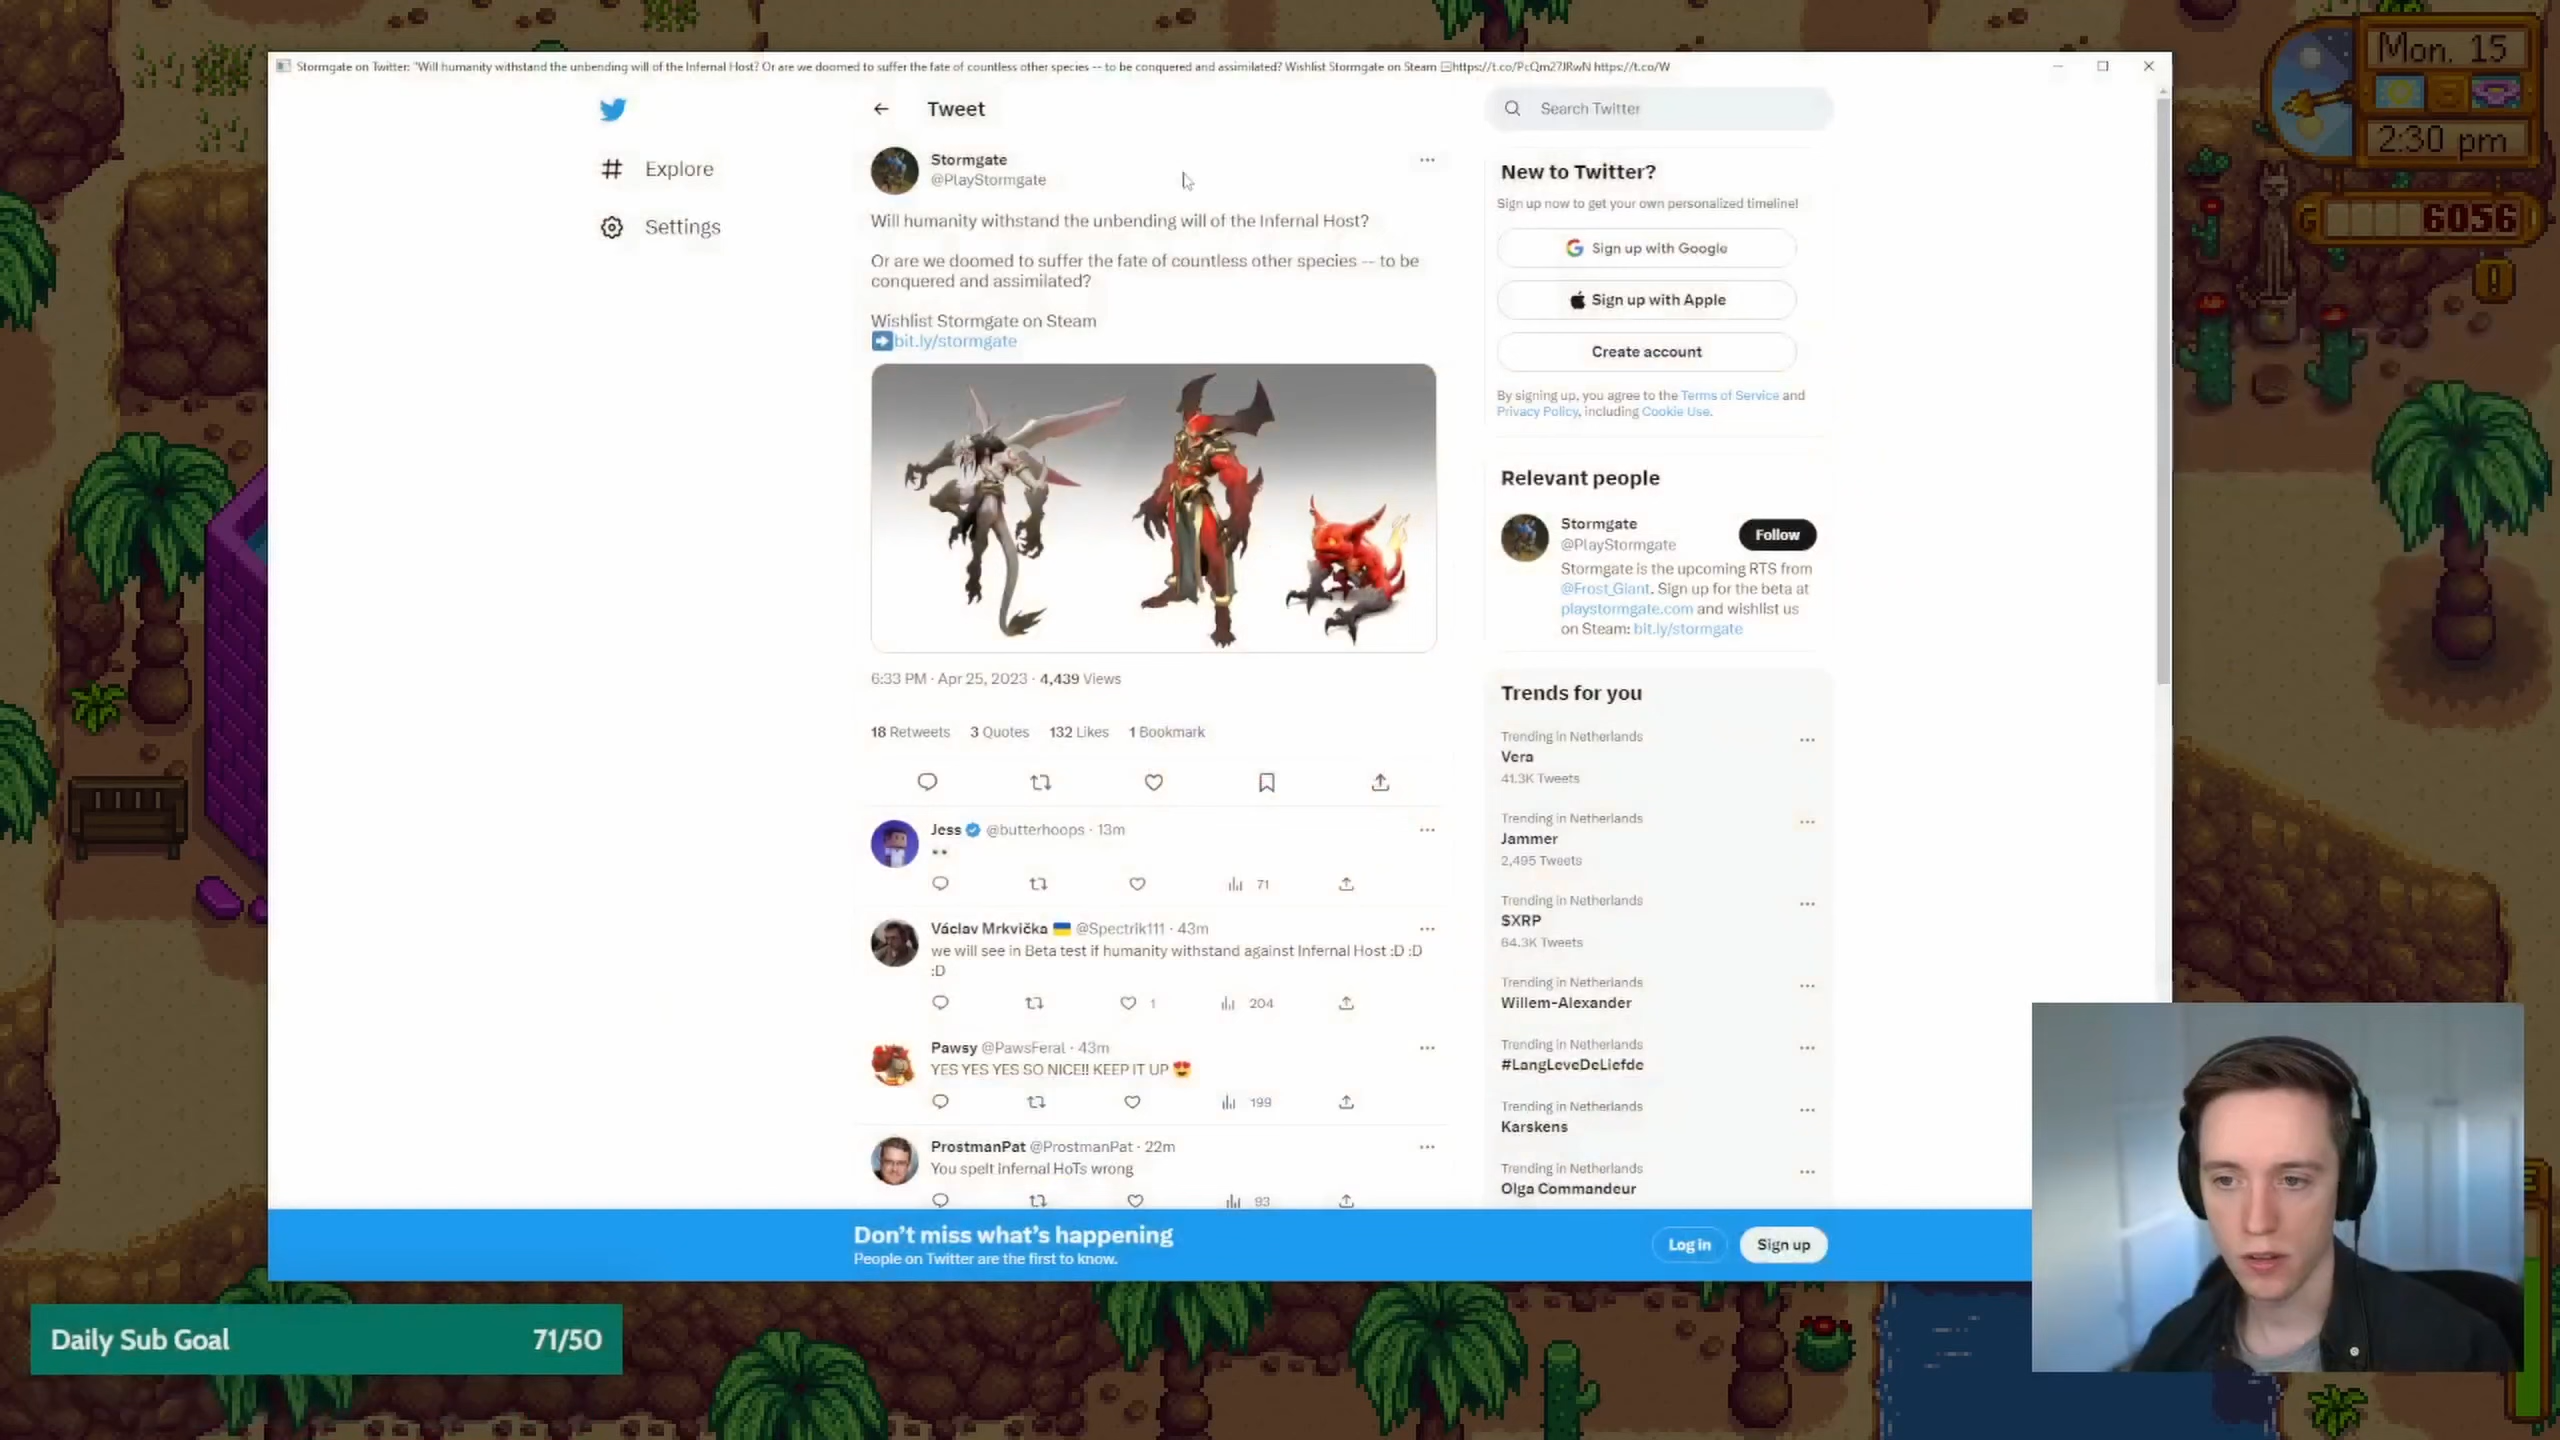 Stormgate on Twitter: "Will humanity withstand the unbending will of the Infernal Host? Or are we doomed to suffer the fate of countless other species -- to be conquered and assimilated? Wishlist Stormgate on Steam ➡https://t.co/PcQm27JRwN https://t.co/W
Explore
Settings
Tweet
Stormgate
@PlayStormgate
Will humanity withstand the unbending will of the Infernal Host?
Or are we doomed to suffer the fate of countless other species -- to be
conquered and assimilated?
Wishlist Stormgate on Steam
➡bit.ly/stormgate
6:33 PM · Apr 25, 2023 · 4,439 Views
18 Retweets 3 Quotes 132 Likes 1 Bookmark
Jess @butterhoops · 13m
71
Václav Mrkvička 🇺🇦 @Spectrik111 · 43m
we will see in Beta test if humanity withstand against Infernal Host :D :D
:D
1 204
Pawsy @PawsFeral · 43m
YES YES YES SO NICE!! KEEP IT UP 😍
199
ProstmanPat @ProstmanPat · 22m
You spelt infernal HoTs wrong
93
Search Twitter
New to Twitter?
Sign up now to get your own personalized timeline!
Sign up with Google
Sign up with Apple
Create account
By signing up, you agree to the Terms of Service and
Privacy Policy, including Cookie Use.
Relevant people
Stormgate
@PlayStormgate
Follow
Stormgate is the upcoming RTS from
@Frost_Giant. Sign up for the beta at
playstormgate.com and wishlist us
on Steam: bit.ly/stormgate
Trends for you
Trending in Netherlands
Vera
41.3K Tweets
Trending in Netherlands
Jammer
2,495 Tweets
Trending in Netherlands
$XRP
64.3K Tweets
Trending in Netherlands
Willem-Alexander
Trending in Netherlands
#LangLeveDeLiefde
Trending in Netherlands
Karskens
Trending in Netherlands
Olga Commandeur
Don't miss what's happening
People on Twitter are the first to know.
Log in
Sign up
Mon. 15
2:30 pm
6056
Daily Sub Goal 71/50